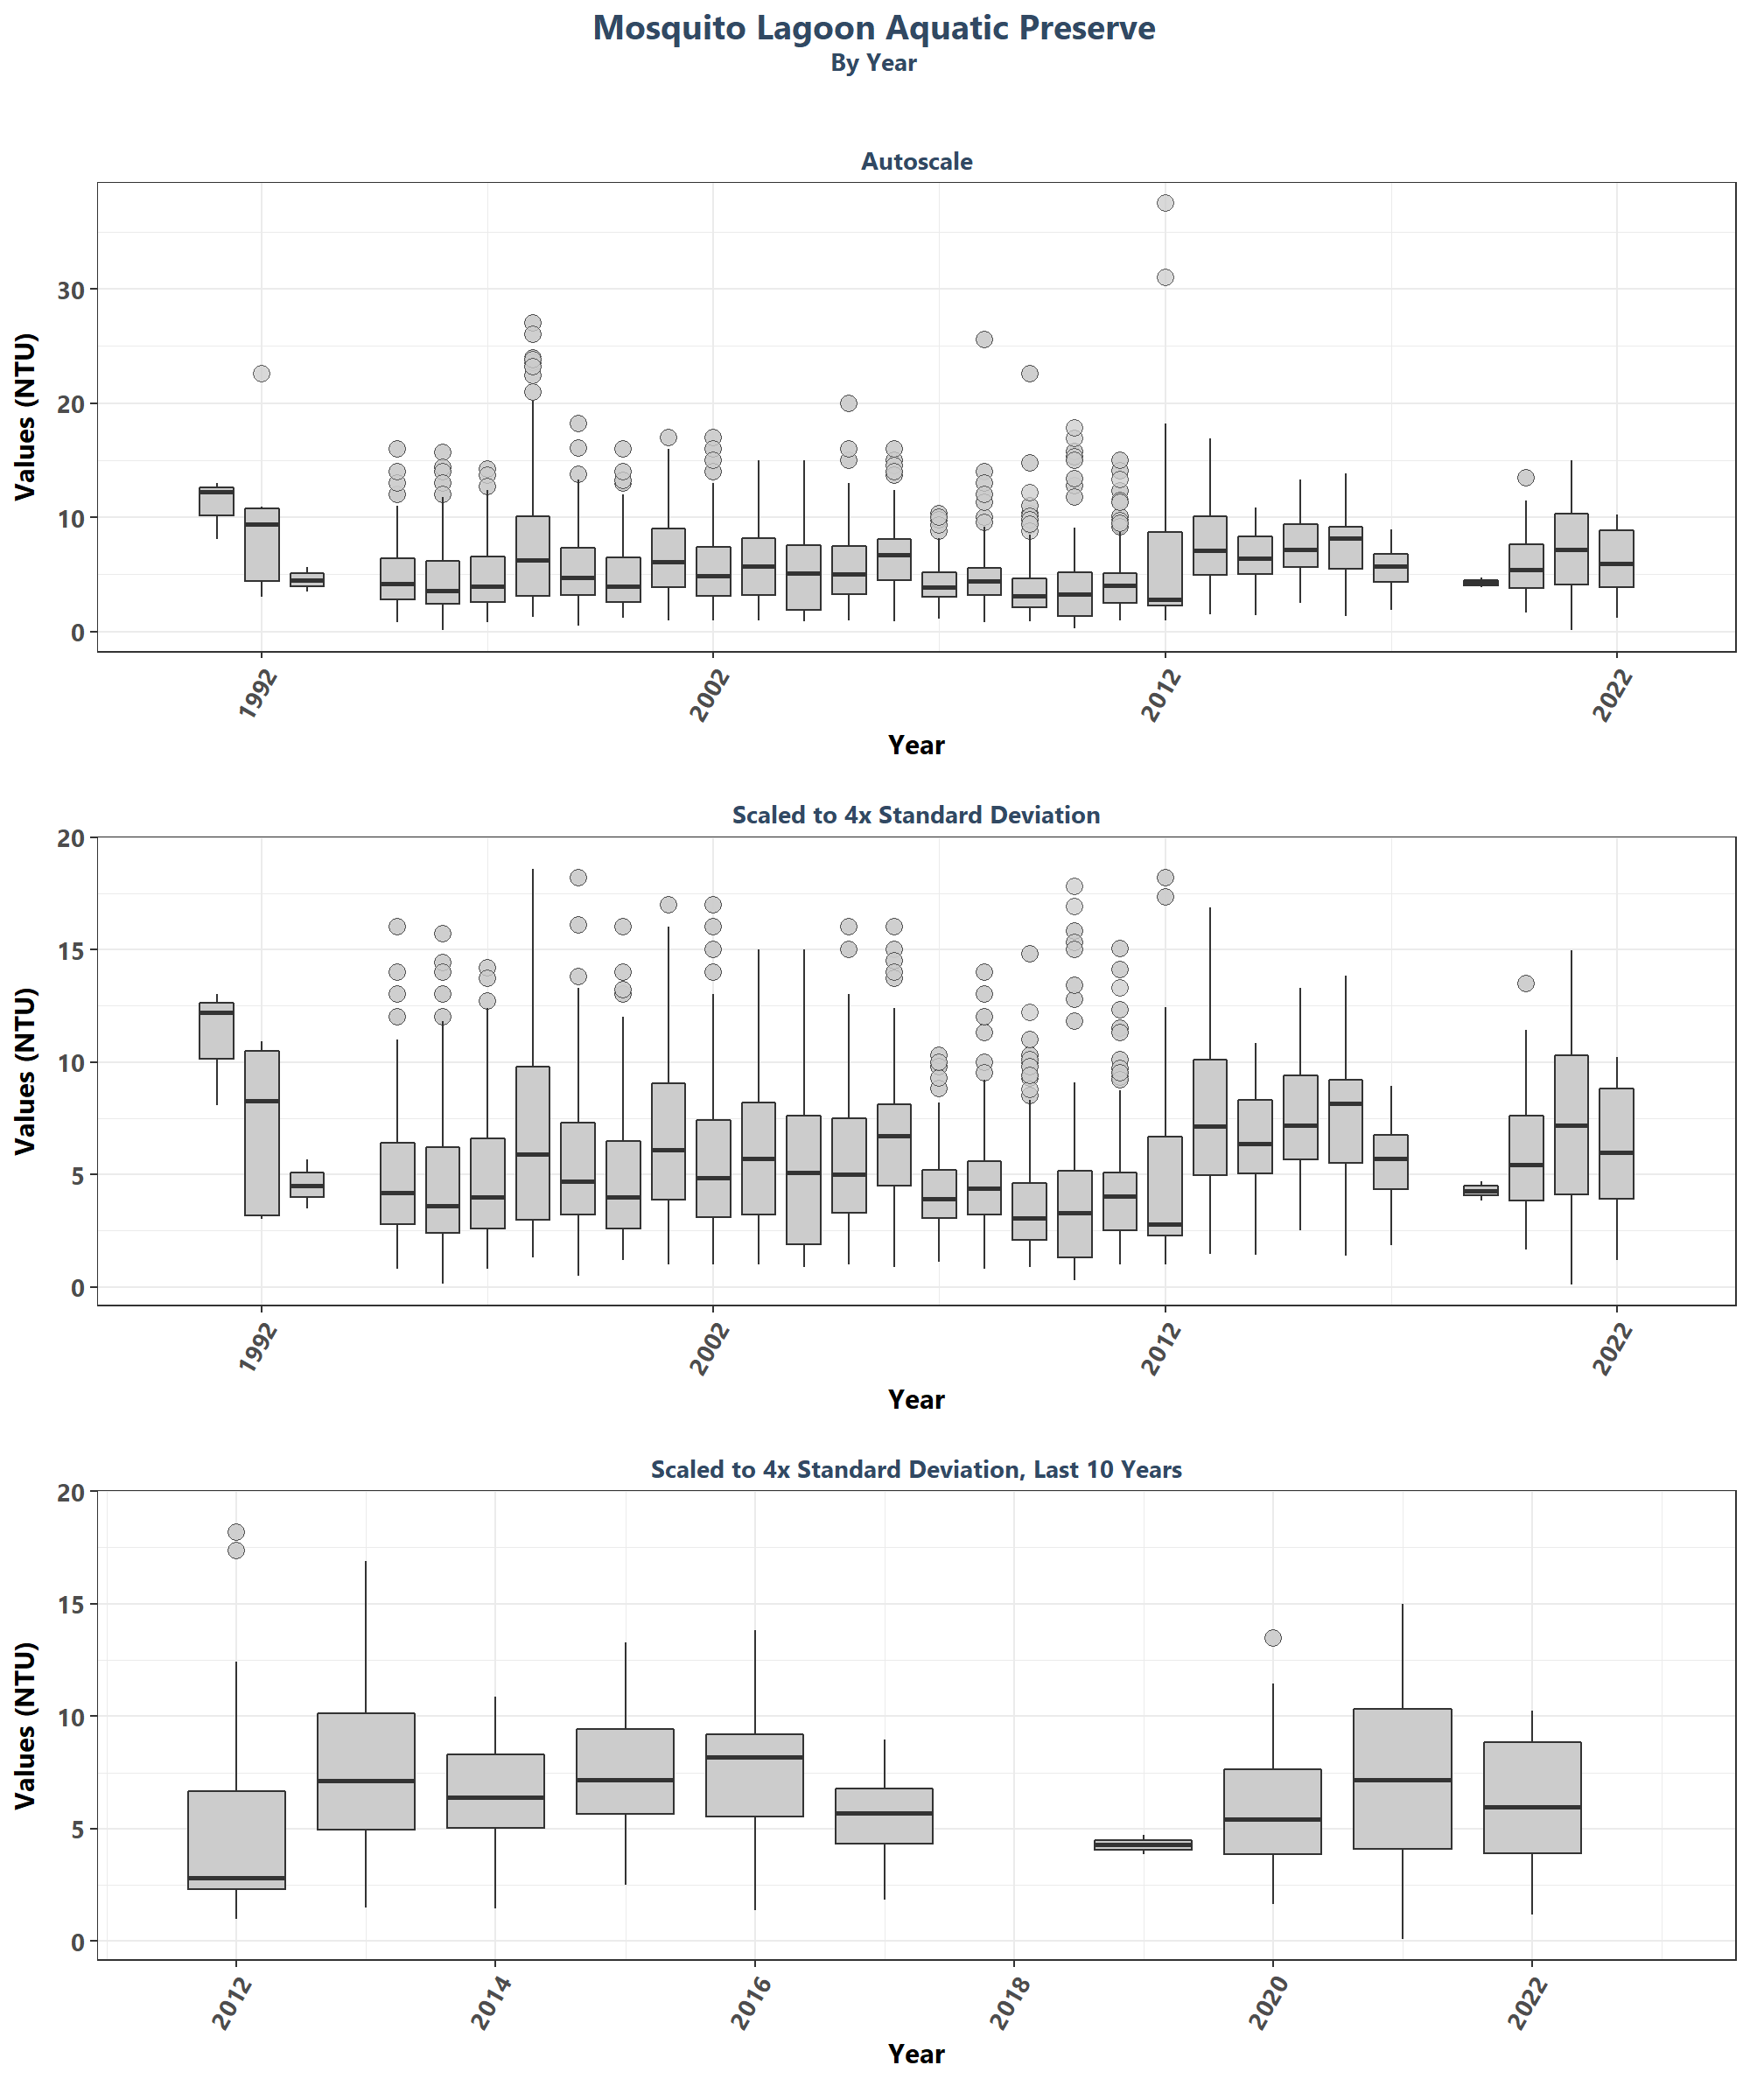 Mosquito Lagoon Aquatic Preserve
By Year
Autoscale
Values (NTU)
30
20
10
0
1992
2002
2012
2022
Year
Scaled to 4x Standard Deviation
Values (NTU)
20
15
10
5
0
1992
2002
2012
2022
Year
Scaled to 4x Standard Deviation, Last 10 Years
Values (NTU)
20
15
10
5
0
2012
2014
2016
2018
2020
2022
Year